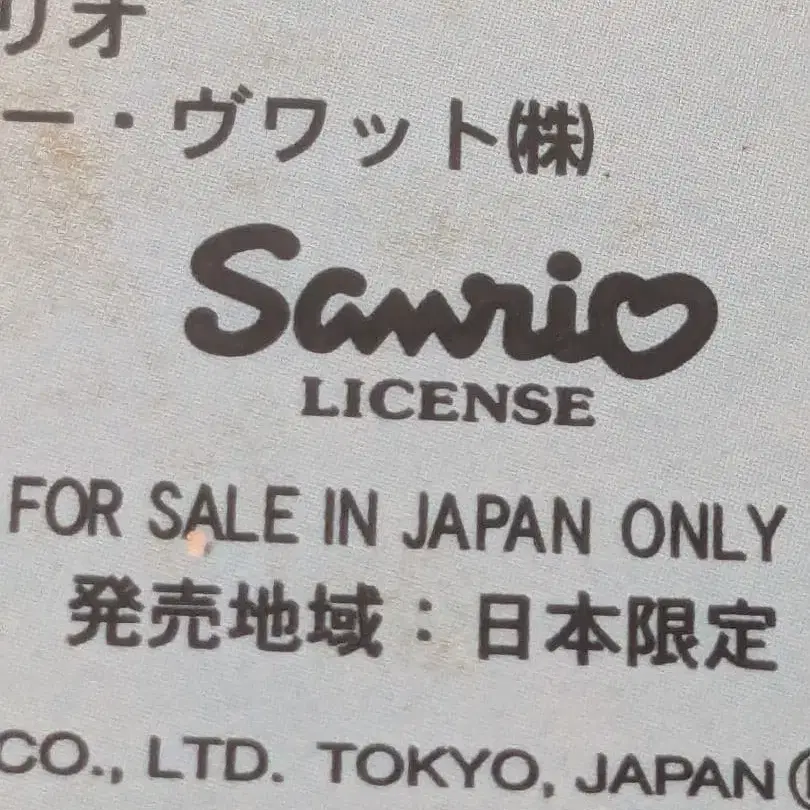 リオ
ー・ヴワット㈱
Sanrio
LICENSE
FOR SALE IN JAPAN ONLY
発売地域：日本限定
CO., LTD. TOKYO, JAPAN